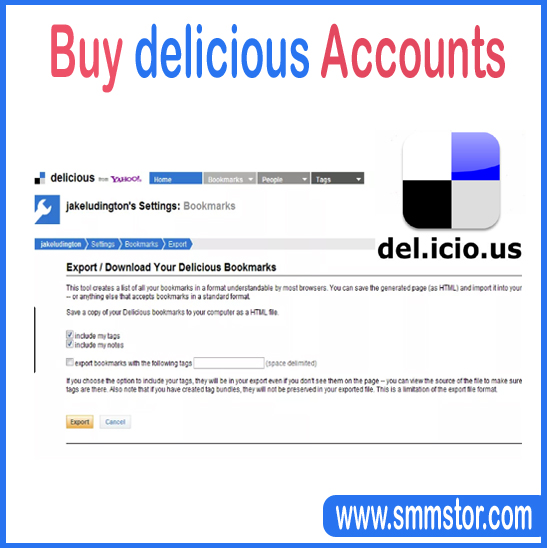 Buy delicious Accounts
delicious from YAHOO! Home Bookmarks People Tags
jakeludington's Settings: Bookmarks
del.icio.us
jakeludington Settings Bookmarks Export
Export / Download Your Delicious Bookmarks
This tool creates a list of all your bookmarks in a format understandable by most browsers. You can save the generated page (as HTML) and import it into your
-- or anything else that accepts bookmarks in a standard format.
Save a copy of your Delicious bookmarks to your computer as a HTML file.
include my tags
include my notes
export bookmarks with the following tags (space delimited)
If you choose the option to include your tags, they will be in your export even if you don't see them on the page -- you can view the source of the file to make sure
tags are there. Also note that if you have created tag bundles, they will not be preserved in your exported file. This is a limitation of the export file format.
Export Cancel
www.smmstor.com